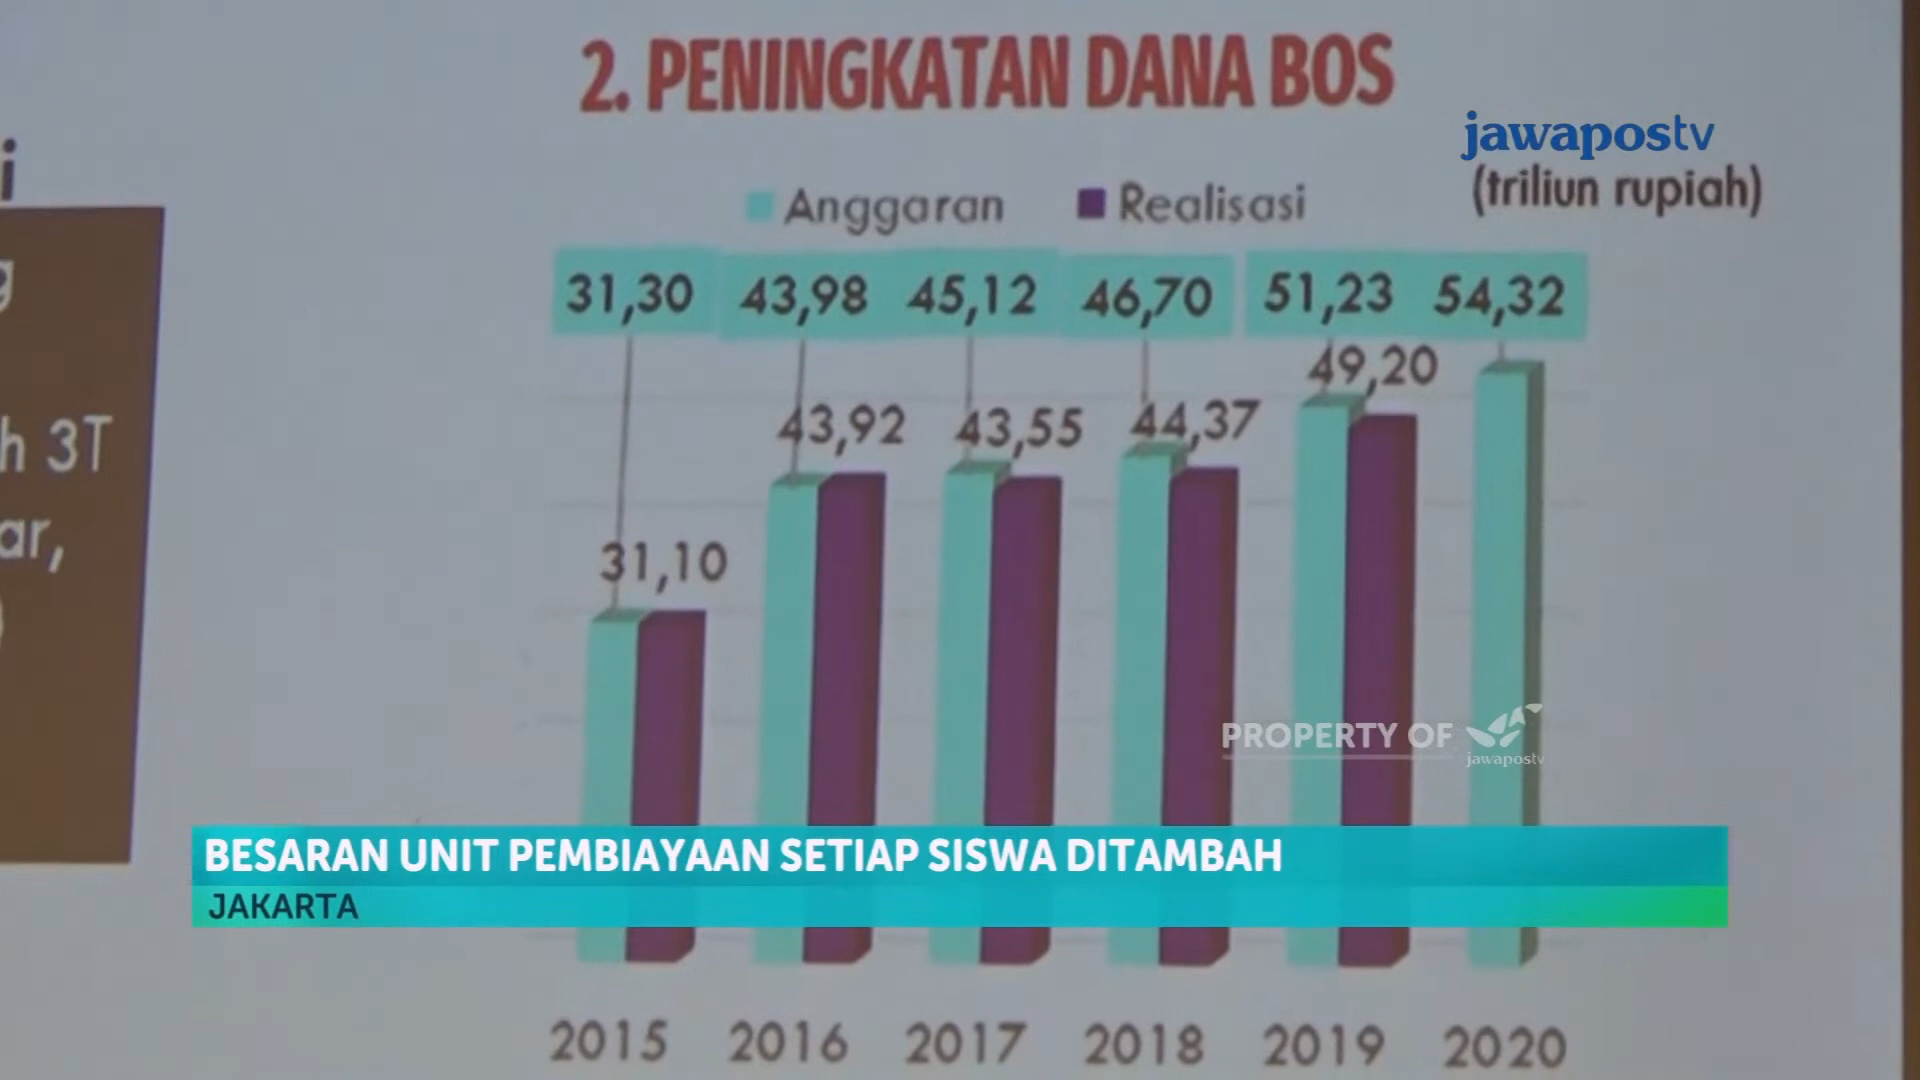 2. PENINGKATAN DANA BOS
jawapostv
(triliun rupiah)
Anggaran Realisasi
31,30 43,98 45,12 46,70 51,23 54,32
49,20
43,92 43,55 44,37
31,10
i
g
h 3T
ar,
)
PROPERTY OF
jawapostv
BESARAN UNIT PEMBIAYAAN SETIAP SISWA DITAMBAH
JAKARTA
2015 2016 2017 2018 2019 2020